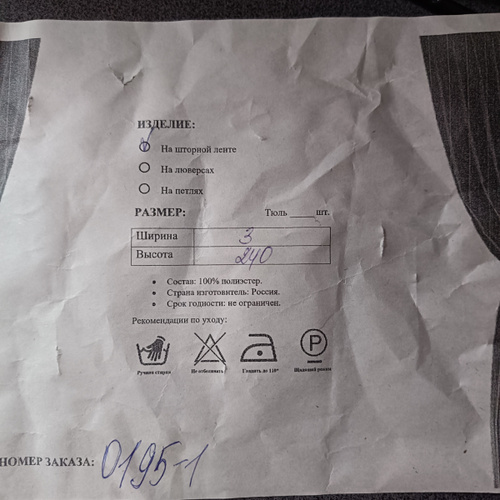 ИЗДЕЛИЕ:
На шторной ленте
На люверсах
На петлях
РАЗМЕР: Тюль ____ шт.
Ширина 3
Высота 240
Состав: 100% полиэстер.
Страна изготовитель: Россия.
Срок годности: не ограничен.
Рекомендации по уходу:
P
Ручная стирка Не отбеливать Гладить до 110° Щадящий режим
НОМЕР ЗАКАЗА: 0195-1